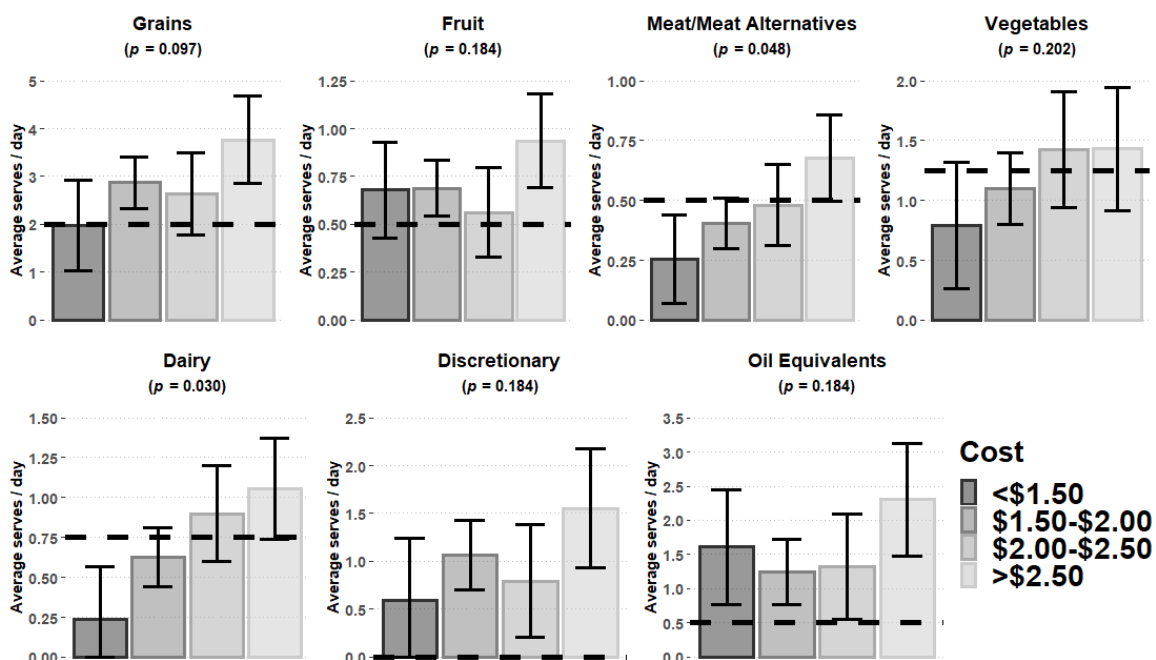 Grains
(p = 0.097)
Average serves / day
5
4
3
2
1
0
Fruit
(p = 0.184)
Average serves / day
1.25
1.00
0.75
0.50
0.25
0.00
Meat/Meat Alternatives
(p = 0.048)
Average serves / day
1.00
0.75
0.50
0.25
0.00
Vegetables
(p = 0.202)
Average serves / day
2.0
1.5
1.0
0.5
0.0
Dairy
(p = 0.030)
Average serves / day
1.50
1.25
1.00
0.75
0.50
0.25
0.00
Discretionary
(p = 0.184)
Average serves / day
2.5
2.0
1.5
1.0
0.5
0.0
Oil Equivalents
(p = 0.184)
Average serves / day
3.5
3.0
2.5
2.0
1.5
1.0
0.5
0.0
Cost
<$1.50
$1.50-$2.00
$2.00-$2.50
>$2.50